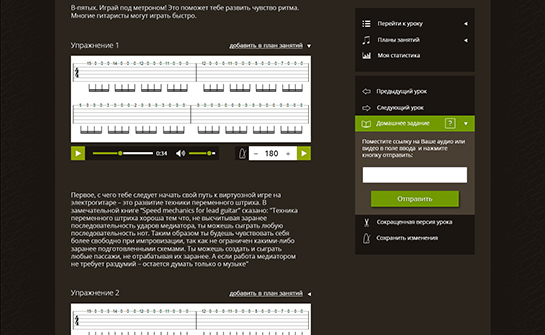 В-пятых. Играй под метроном! Это поможет тебе развить чувство ритма.
Многие гитаристы могут играть быстро.
Упражнение 1
добавить в план занятий
0:34
180
Первое, с чего тебе следует начать свой путь к виртуозной игре на
электрогитаре – это развитие техники переменного штриха. В
замечательной книге "Speed mechanics for lead guitar" сказано: "Техника
переменного штриха хороша тем что, не высчитывая заранее
последовательность ударов медиатора, ты можешь сыграть любую
последовательность нот. Таким образом ты будешь чувствовать себя
более свободно при импровизации, так как не ограничен какими-либо
заранее подготовленными схемами. Ты можешь создать и сыграть
любые пассажи, не отрабатывая их заранее. А если работа медиатором
не требует раздумий – остается думать только о музыке"
Упражнение 2
добавить в план занятий
Перейти к уроку
Планы занятий
Моя статистика
Предыдущий урок
Следующий урок
Домашнее задание ?
Поместите ссылку на Ваше аудио или
видео в поле ввода и нажмите
кнопку отправить:
Отправить
Сокращенная версия урока
Сохранить изменения